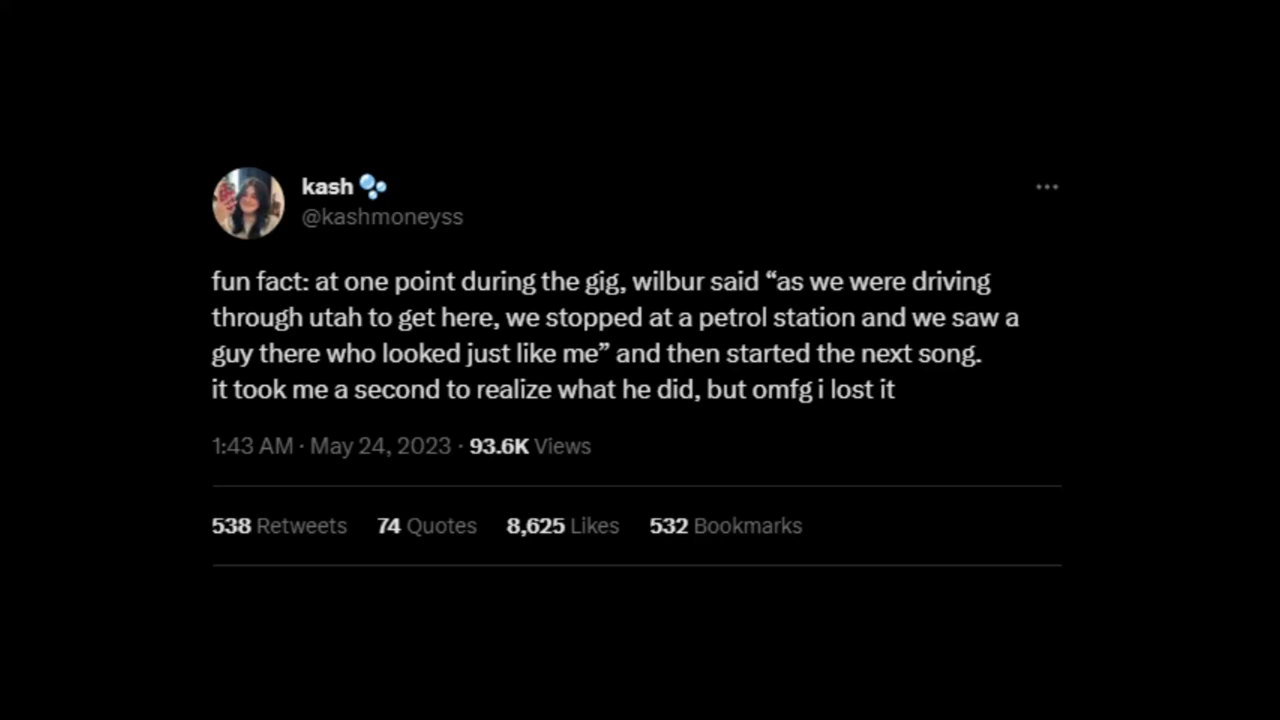 kash 🫧
@kashmoneyss
fun fact: at one point during the gig, wilbur said “as we were driving
through utah to get here, we stopped at a petrol station and we saw a
guy there who looked just like me” and then started the next song.
it took me a second to realize what he did, but omfg i lost it
1:43 AM · May 24, 2023 · 93.6K Views
538 Retweets 74 Quotes 8,625 Likes 532 Bookmarks